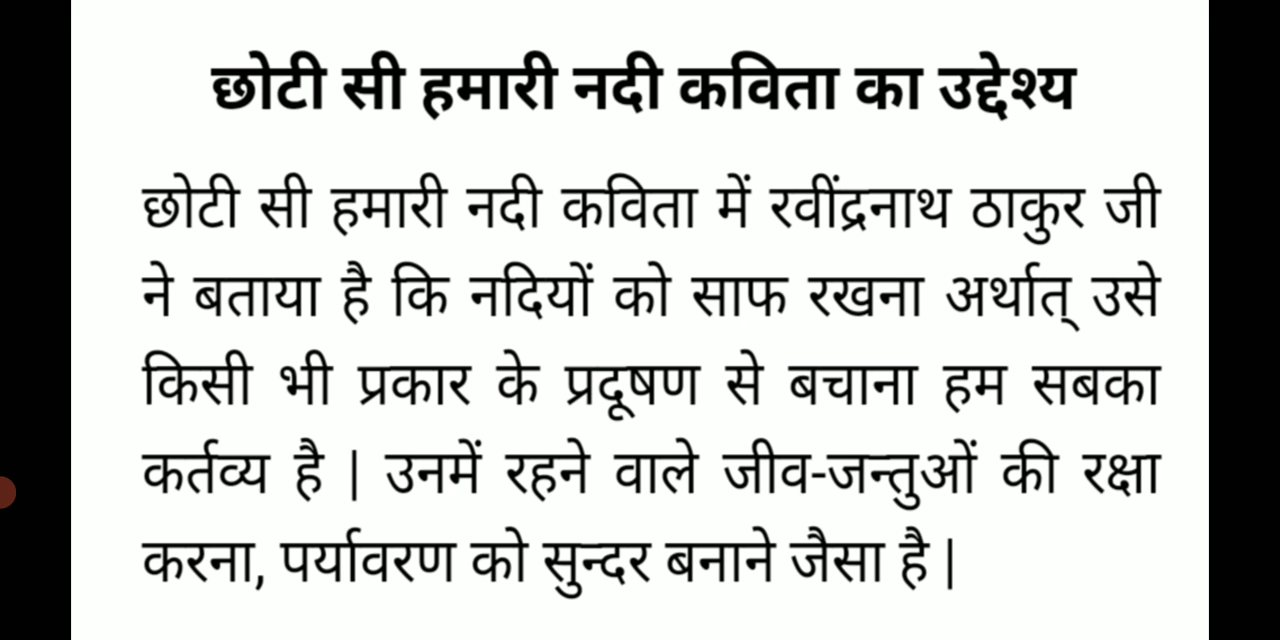 छोटी सी हमारी नदी कविता का उद्देश्य
छोटी सी हमारी नदी कविता में रवींद्रनाथ ठाकुर जी
ने बताया है कि नदियों को साफ रखना अर्थात् उसे
किसी भी प्रकार के प्रदूषण से बचाना हम सबका
कर्तव्य है | उनमें रहने वाले जीव-जन्तुओं की रक्षा
करना, पर्यावरण को सुन्दर बनाने जैसा है |